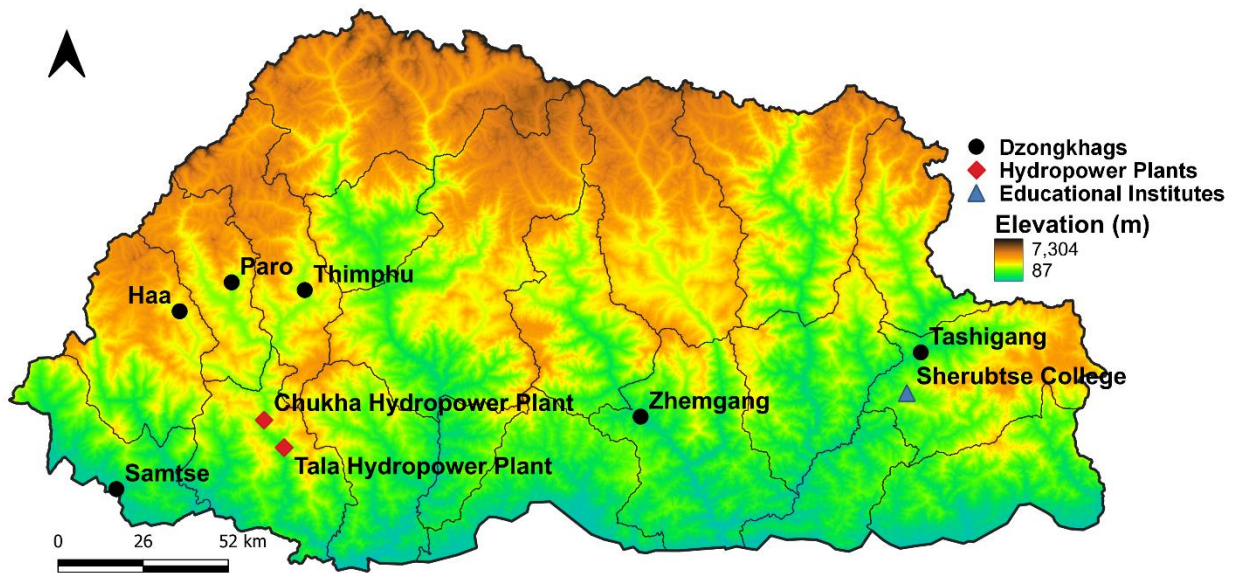 Dzongkhags
Hydropower Plants
Educational Institutes
Elevation (m)
7,304
87
Paro
Thimphu
Haa
Tashigang
Sherubtse College
Chukha Hydropower Plant
Zhemgang
Tala Hydropower Plant
Samtse
0 26 52 km